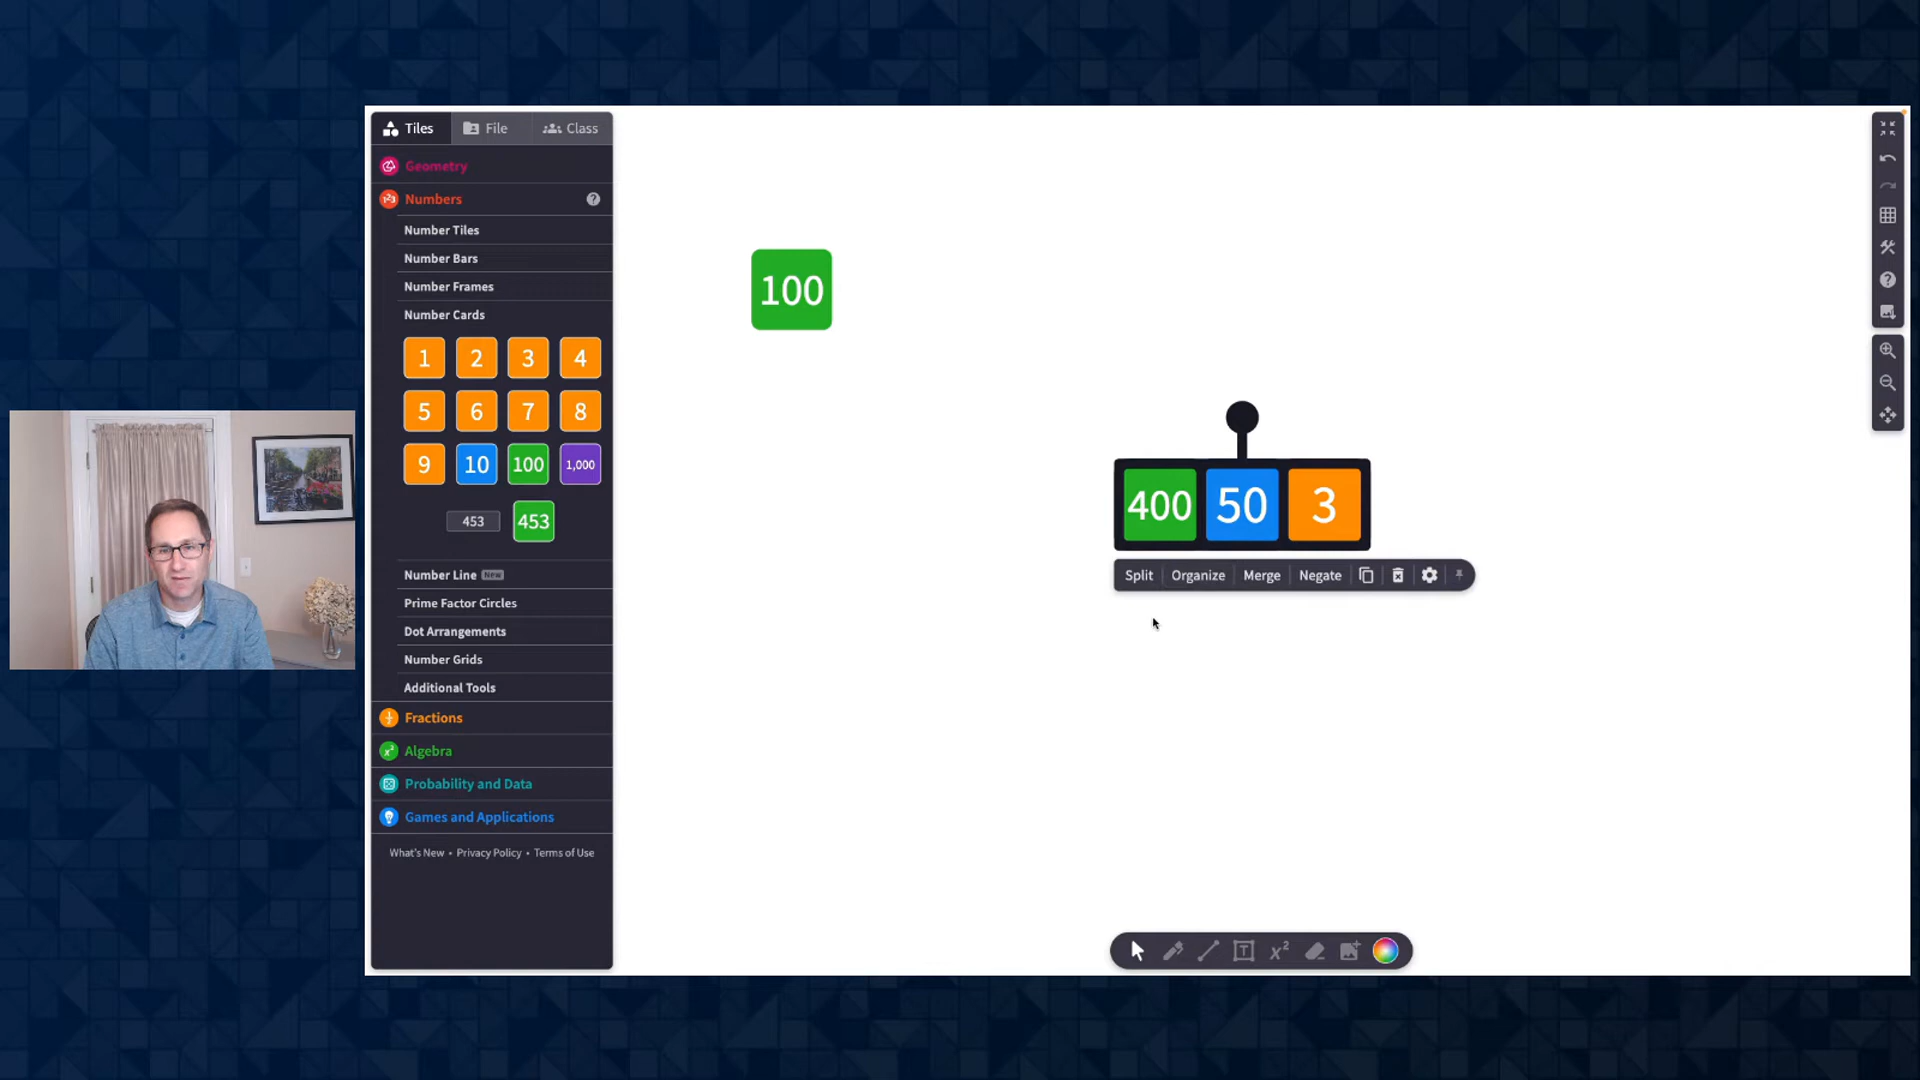 Tiles File Class
Geometry
Numbers
Number Tiles
Number Bars
Number Frames
Number Cards
1 2 3 4
5 6 7 8
9 10 100 1,000
453 453
Number Line New
Prime Factor Circles
Dot Arrangements
Number Grids
Additional Tools
Fractions
Algebra
Probability and Data
Games and Applications
What's New • Privacy Policy • Terms of Use
100
400 50 3
Split Organize Merge Negate
T x²